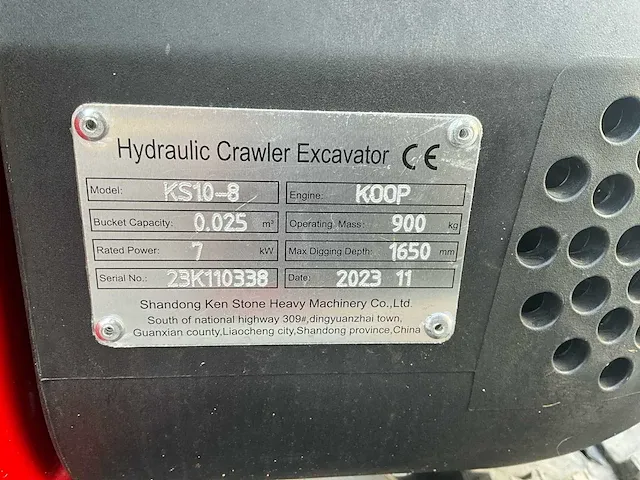 Hydraulic Crawler Excavator CE
Model: KS10-8 Engine: KOOP
Bucket Capacity: 0.025 m³ Operating Mass: 900 kg
Rated Power: 7 kW Max Digging Depth: 1650 mm
Serial No.: 23K110338 Date: 2023 11
Shandong Ken Stone Heavy Machinery Co.,Ltd.
South of national highway 309#,dingyuanzhai town,
Guanxian county,Liaocheng city,Shandong province,China